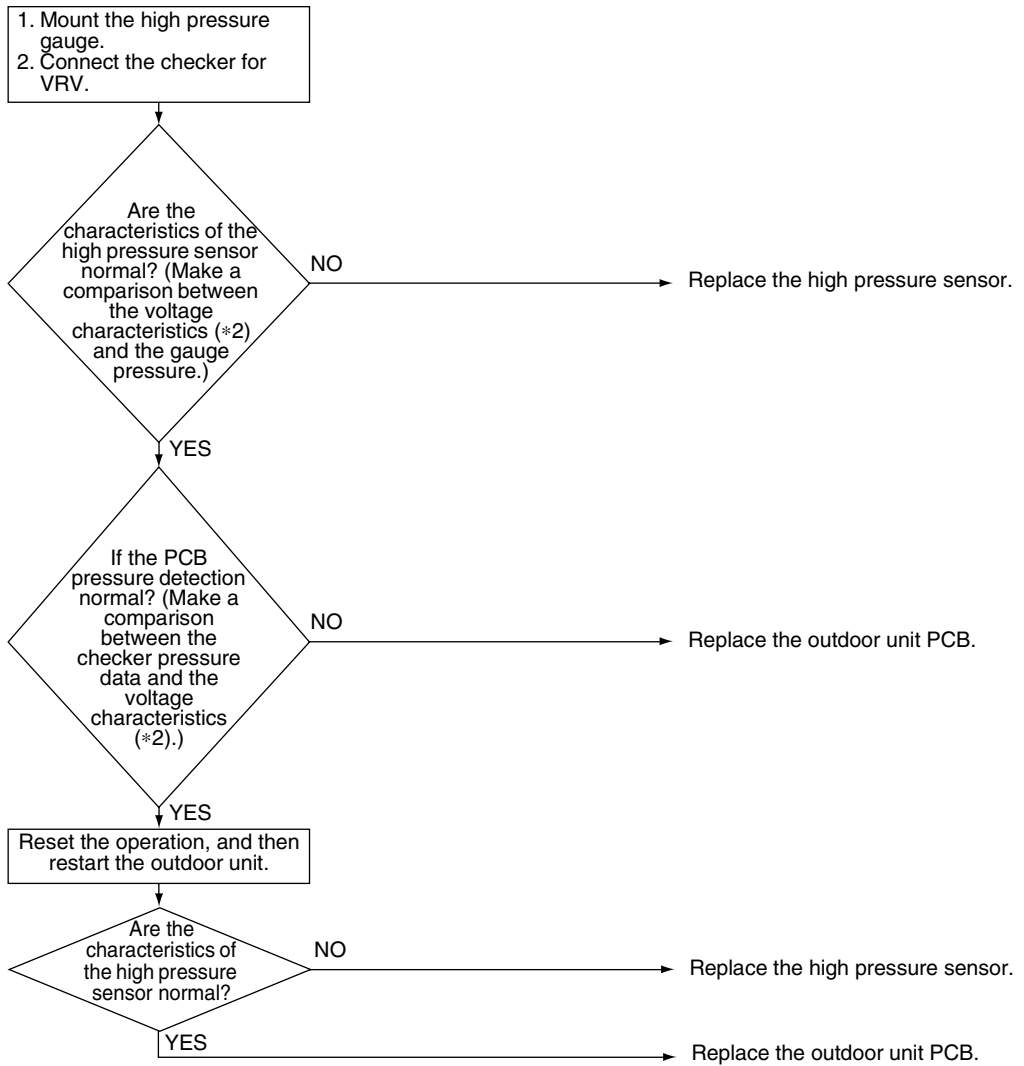 1. Mount the high pressure
gauge.
2. Connect the checker for
VRV.
Are the
characteristics of the
high pressure sensor
normal? (Make a
comparison between
the voltage
characteristics (*2)
and the gauge
pressure.)
NO
Replace the high pressure sensor.
YES
If the PCB
pressure detection
normal? (Make a
comparison
between the
checker pressure
data and the
voltage
characteristics
(*2).)
NO
Replace the outdoor unit PCB.
YES
Reset the operation, and then
restart the outdoor unit.
Are the
characteristics of
the high pressure
sensor normal?
NO
Replace the high pressure sensor.
YES
Replace the outdoor unit PCB.